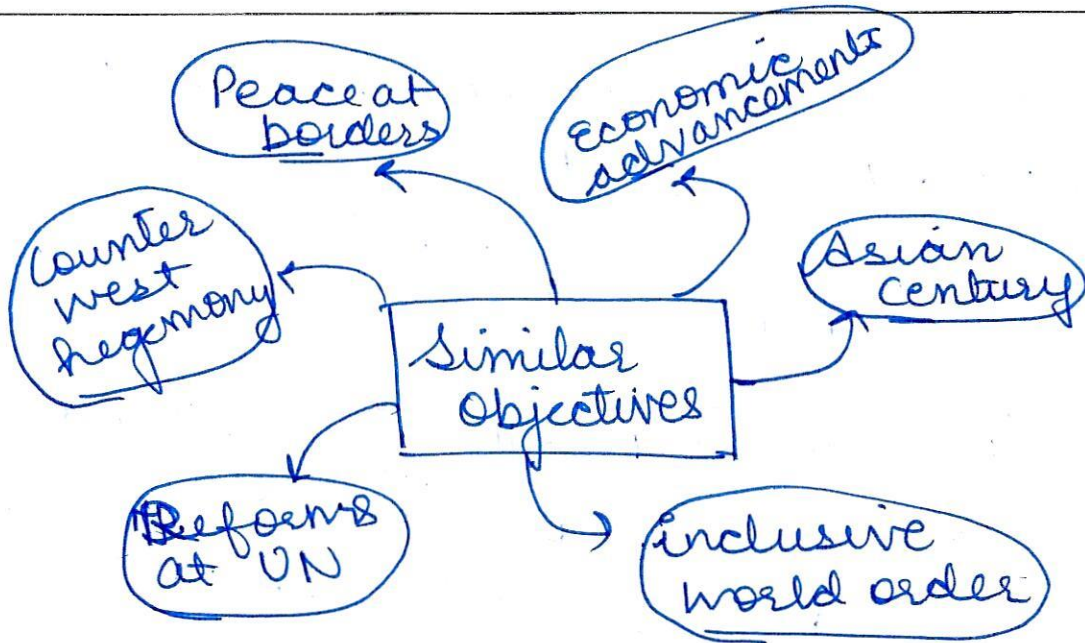 Peace at
borders
Economic
advancements
Counter
west
hegemony
Asian
Century
Similar
Objectives
Reforms
at UN
inclusive
world order